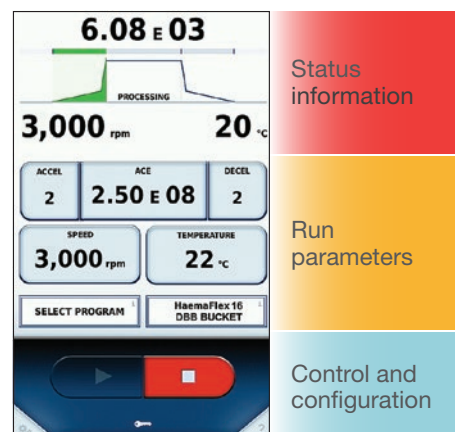 6.08 E 03
PROCESSING
3,000 rpm 20 °C
ACCEL ACE DECEL
2 2.50 E 08 2
SPEED TEMPERATURE
3,000 rpm 22 °C
SELECT PROGRAM HaemaFlex 16
DBB BUCKET
Status
information
Run
parameters
Control and
configuration